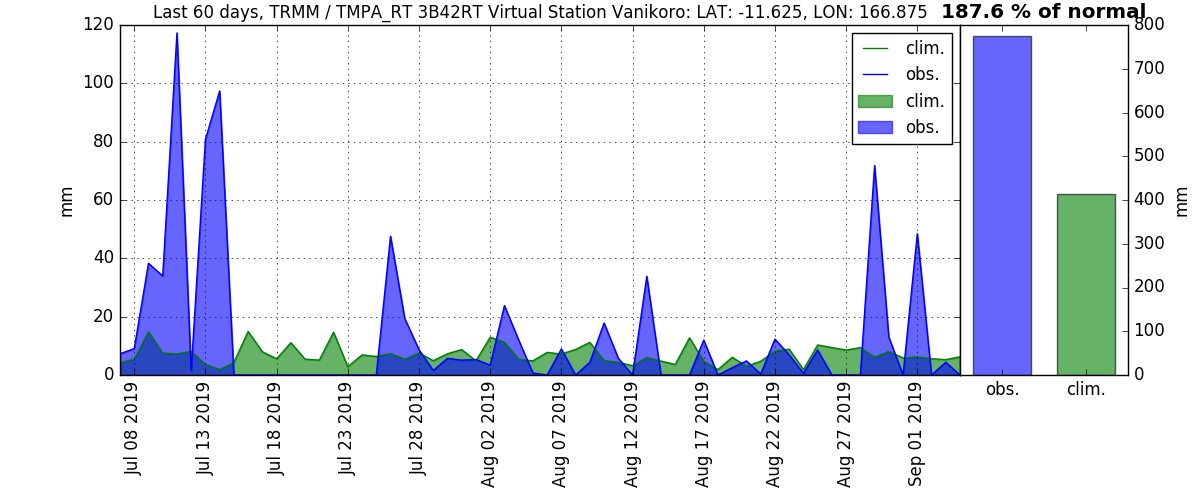 Last 60 days, TRMM / TMPA_RT 3B42RT Virtual Station Vanikoro: LAT: -11.625, LON: 166.875 187.6 % of normal
120
100
80
60
40
20
0
mm
clim.
obs.
clim.
obs.
800
700
600
500
400
300
200
100
0
mm
obs.
clim.
Jul 08 2019
Jul 13 2019
Jul 18 2019
Jul 23 2019
Jul 28 2019
Aug 02 2019
Aug 07 2019
Aug 12 2019
Aug 17 2019
Aug 22 2019
Aug 27 2019
Sep 01 2019